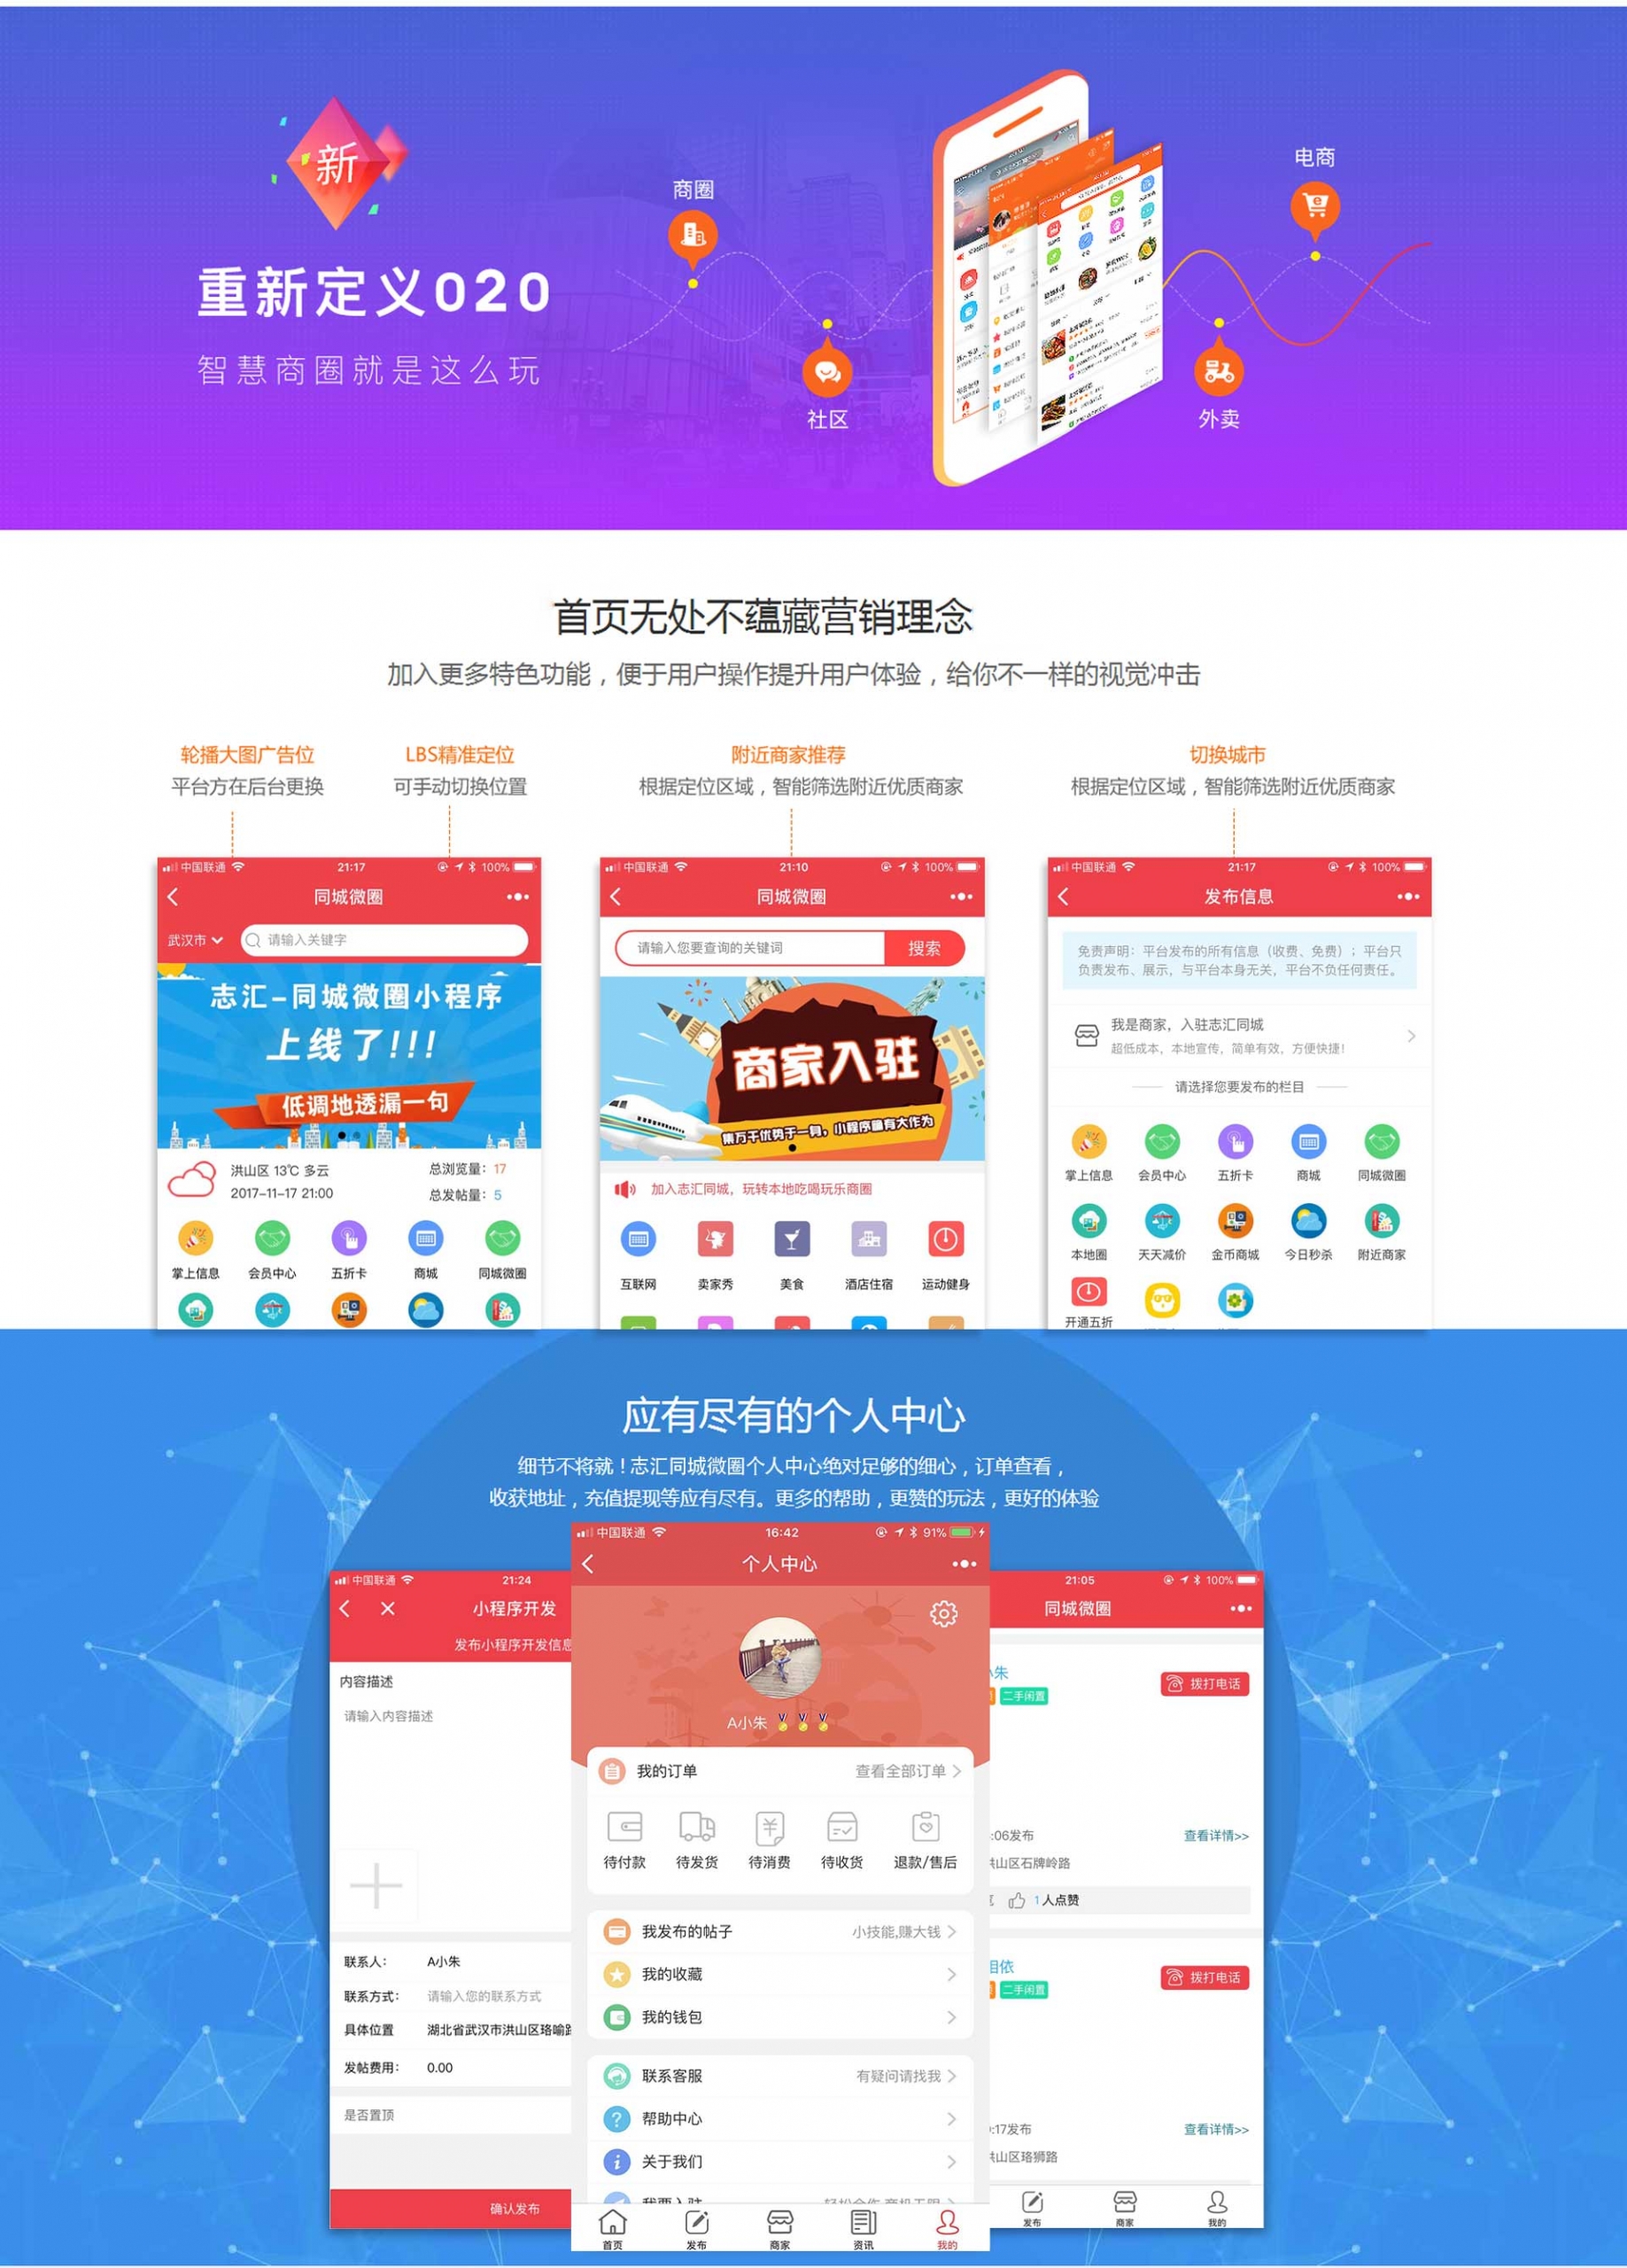 新
重新定义020
智慧商圈就是这么玩
商圈
社区
电商
外卖
首页无处不蕴藏营销理念
加入更多特色功能，便于用户操作提升用户体验，给你不一样的视觉冲击
轮播大图广告位
平台方在后台更换
LBS精准定位
可手动切换位置
附近商家推荐
根据定位区域，智能筛选附近优质商家
切换城市
根据定位区域，智能筛选附近优质商家
中国联通 21:17 100%
同城微圈
武汉市 请输入关键字
志汇-同城微圈小程序
上线了!!!
低调地透漏一句
洪山区 13℃ 多云 总浏览量：17
2017-11-17 21:00 总发帖量：5
掌上信息 会员中心 五折卡 商城 同城微圈
中国联通 21:10 100%
同城微圈
请输入您要查询的关键词 搜索
商家入驻
集万千优势于一身，小程序最有大作为
加入志汇同城，玩转本地吃喝玩乐商圈
互联网 卖家秀 美食 酒店住宿 运动健身
中国联通 21:17 100%
发布信息
免责声明：平台发布的所有信息（收费、免费）；平台只
负责发布、展示，与平台本身无关，平台不负任何责任。
我是商家，入驻志汇同城
超低成本，本地宣传，简单有效，方便快捷！
请选择您要发布的栏目
掌上信息 会员中心 五折卡 商城 同城微圈
本地圈 天天减价 金币商城 今日秒杀 附近商家
开通五折
应有尽有的个人中心
细节不将就！志汇同城微圈个人中心绝对足够的细心，订单查看，
收获地址，充值提现等应有尽有。更多的帮助，更赞的玩法，更好的体验
中国联通 21:24
小程序开发
发布小程序开发信息
内容描述
请输入内容描述
联系人： A小朱
联系方式： 请输入您的联系方式
具体位置 湖北省武汉市洪山区珞喻路
发帖费用： 0.00
是否置顶
确认发布
中国联通 16:42 91%
个人中心
A小朱
我的订单 查看全部订单
待付款 待发货 待消费 待收货 退款/售后
我发布的帖子 小技能,赚大钱
我的收藏
我的钱包
联系客服 有疑问请找我
帮助中心
关于我们
首页 发布 商家 资讯 我的
21:05 100%
同城微圈
小朱
二手闲置 拨打电话
:06发布 查看详情>>
洪山区石牌岭路
1人点赞
相依
二手闲置 拨打电话
:17发布 查看详情>>
洪山区珞狮路
发布 商家 我的